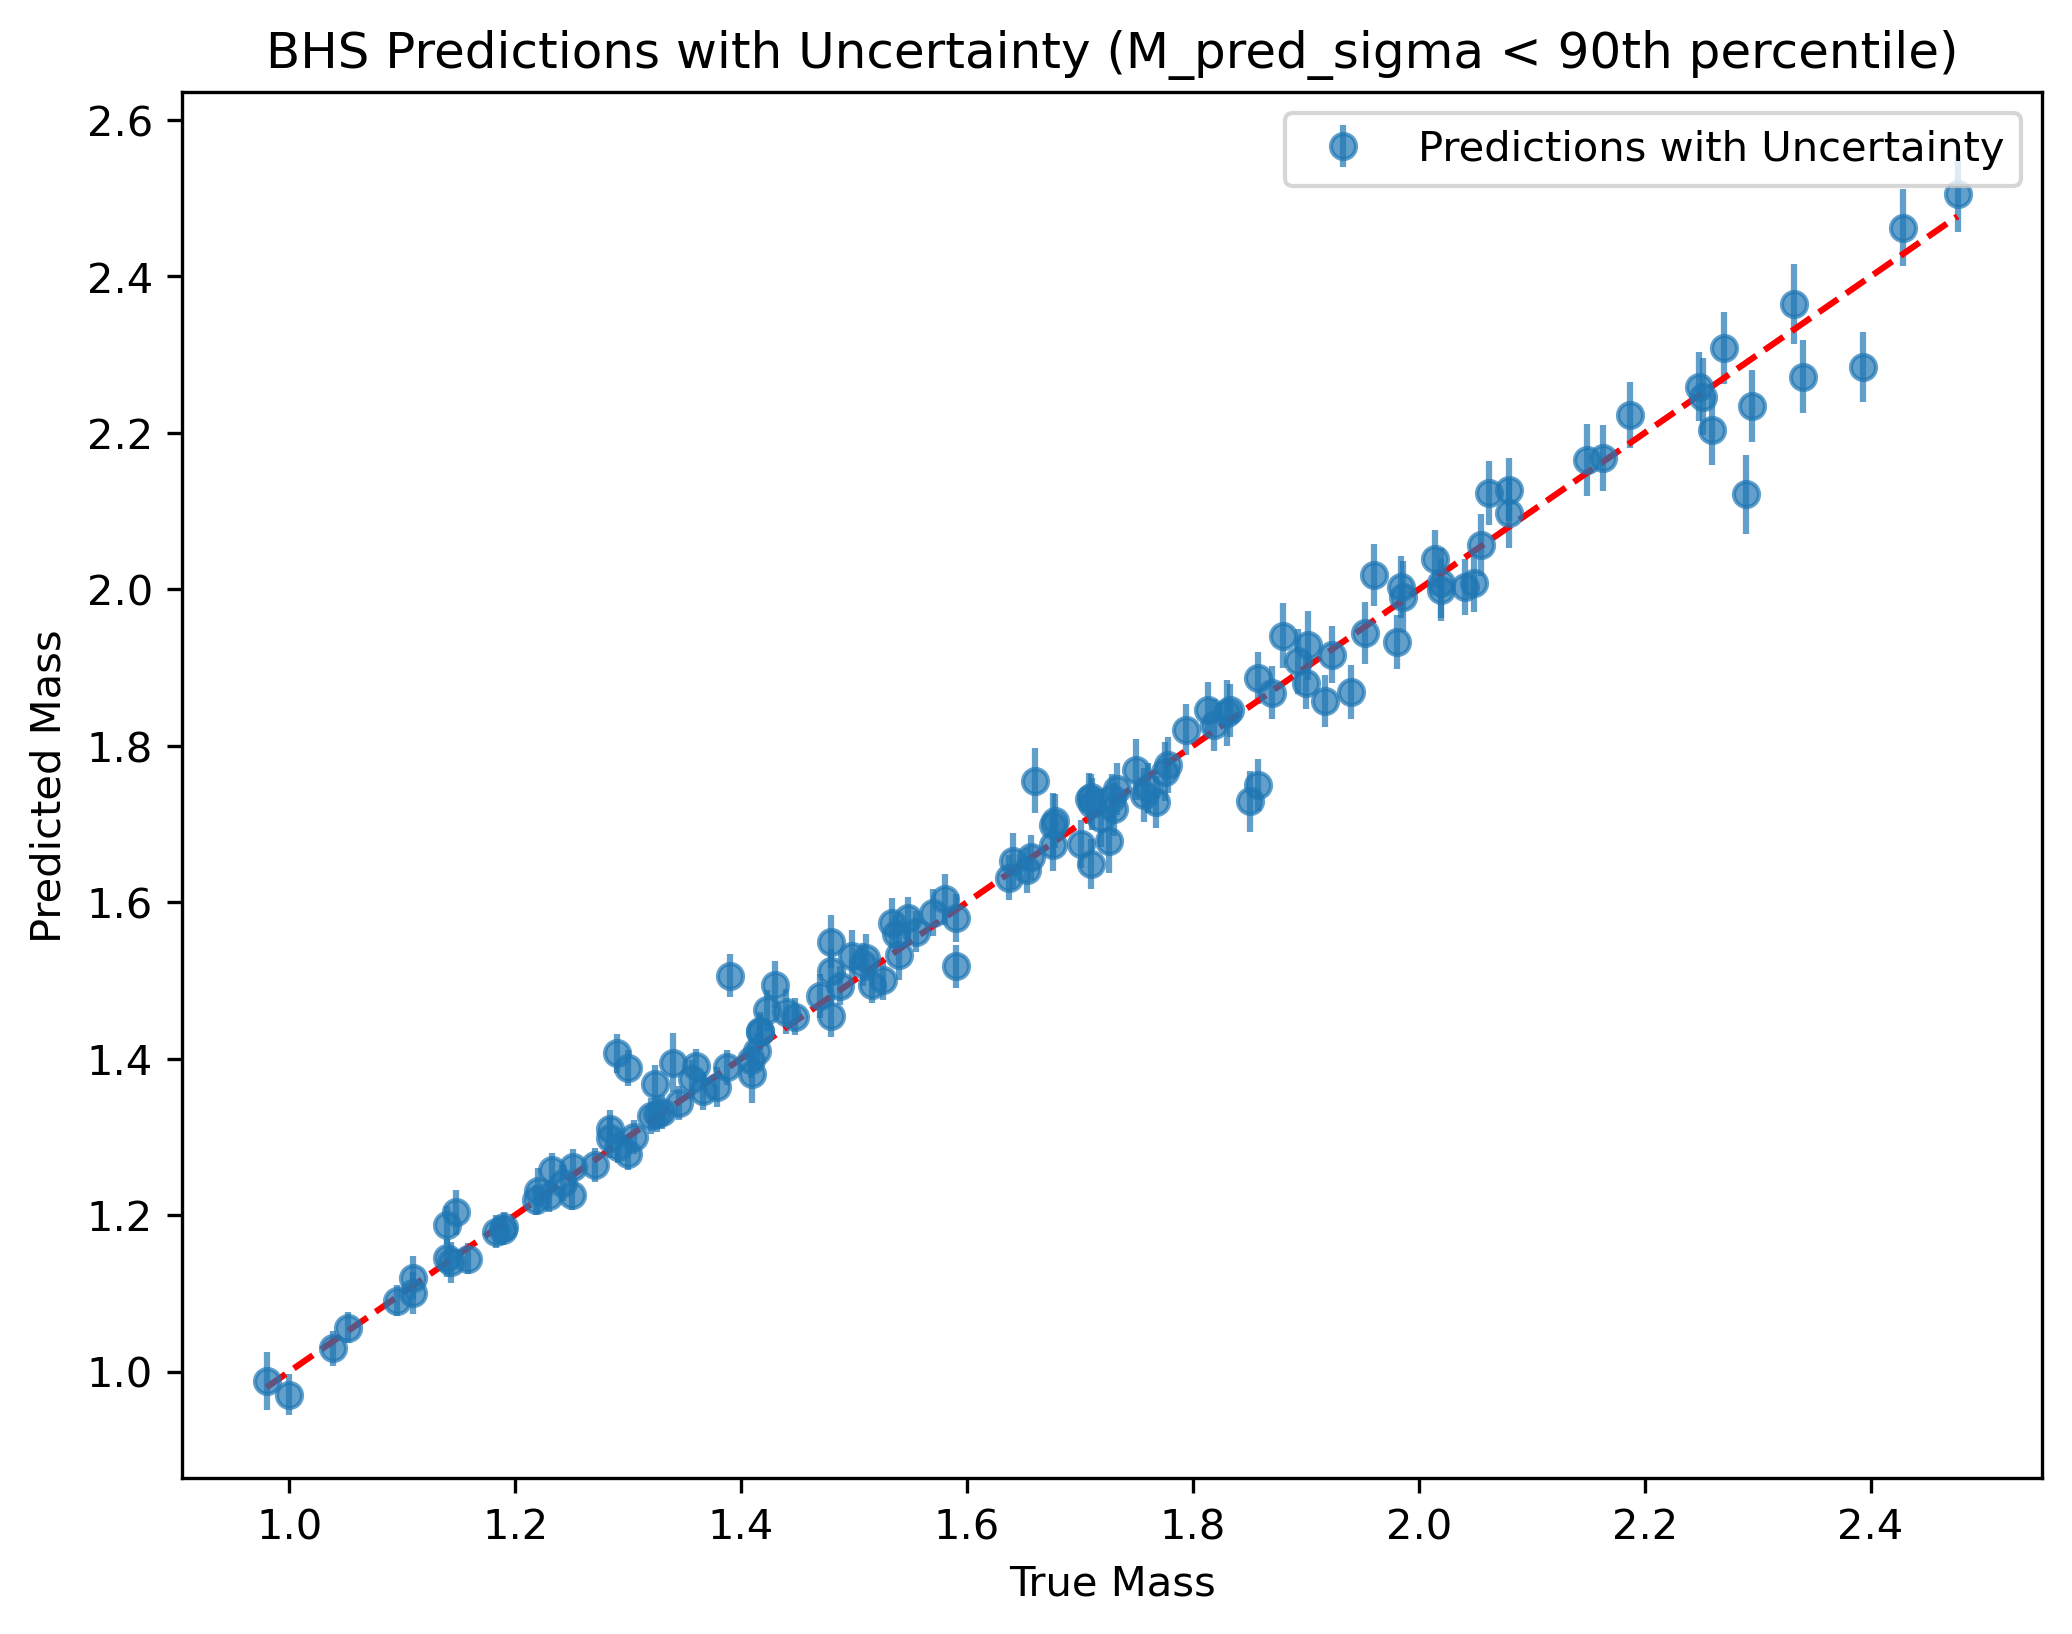 BHS Predictions with Uncertainty (M_pred_sigma < 90th percentile)
Predictions with Uncertainty
2.6
2.4
2.2
2.0
1.8
1.6
1.4
1.2
1.0
Predicted Mass
1.0 1.2 1.4 1.6 1.8 2.0 2.2 2.4
True Mass